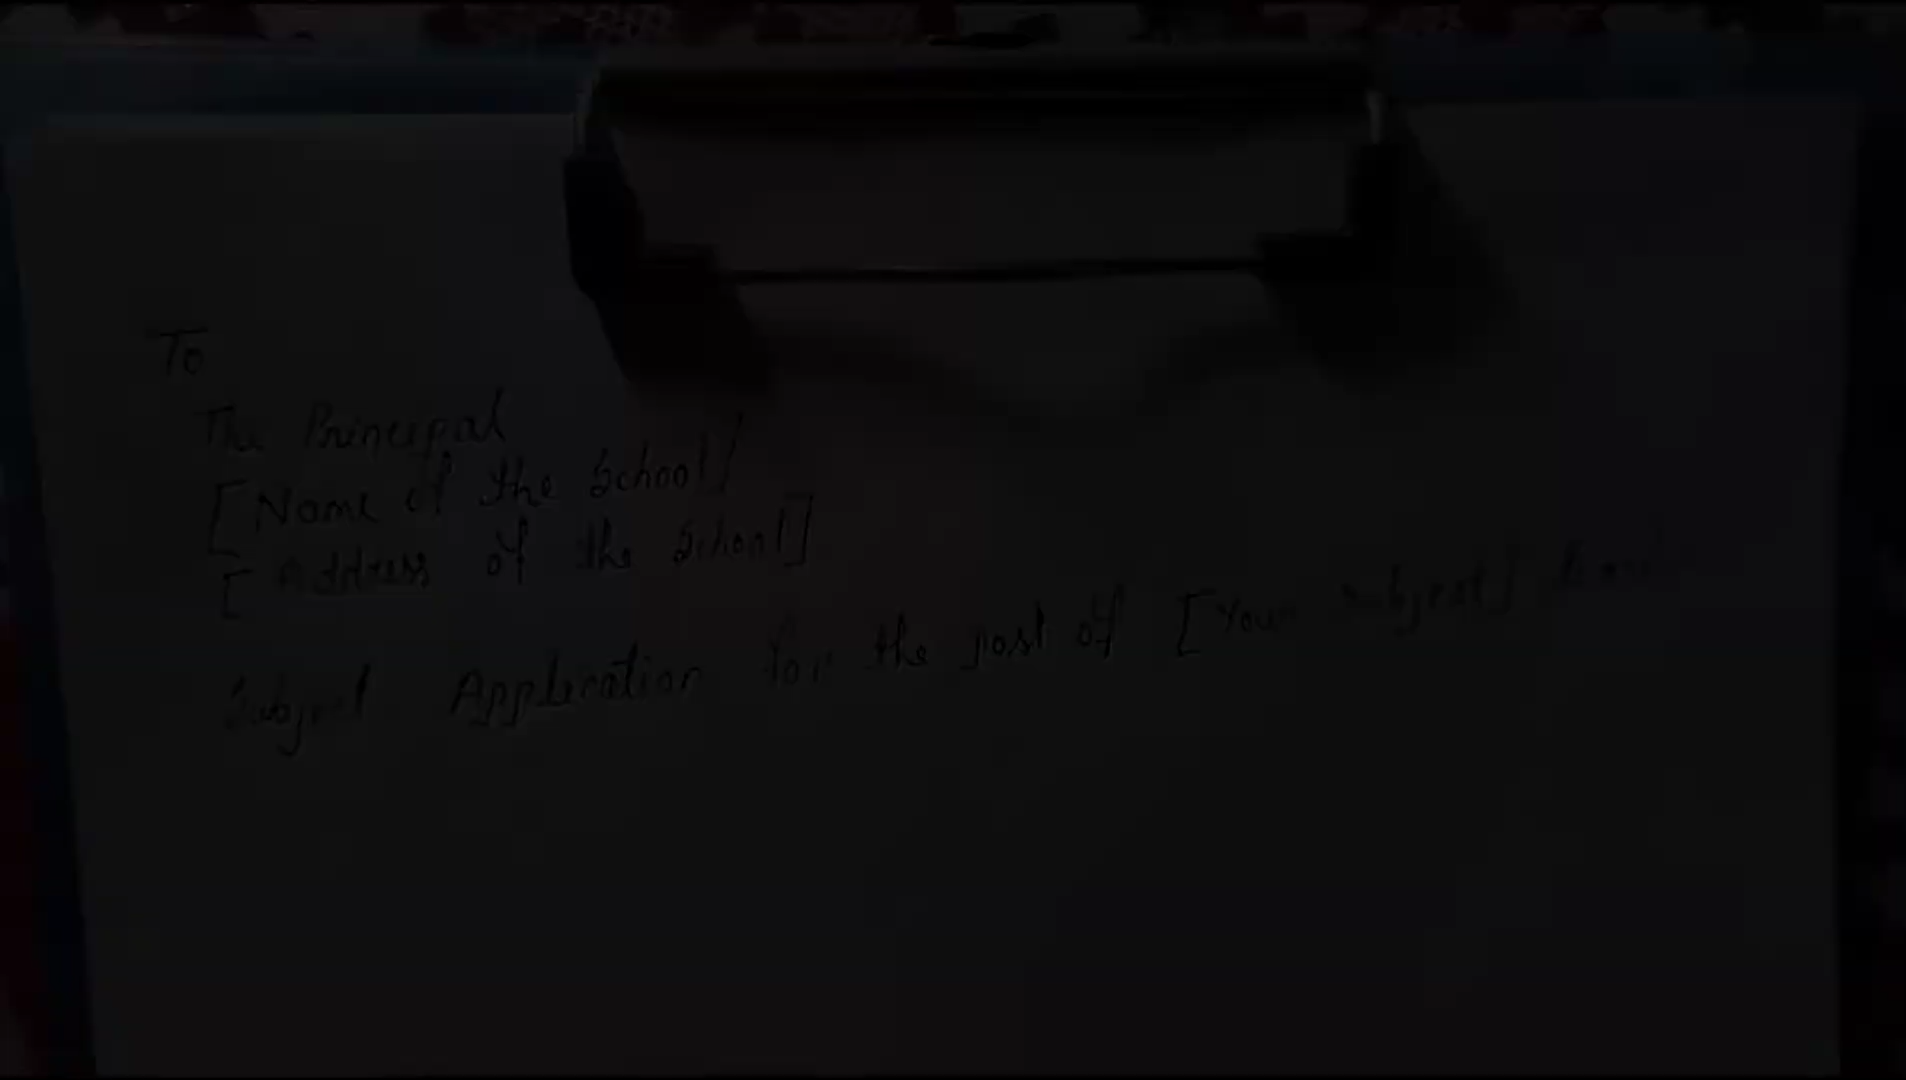 To
The Principal
[Name of the School]
[Address of the School]
Subject Application for the post of [Your Subject]